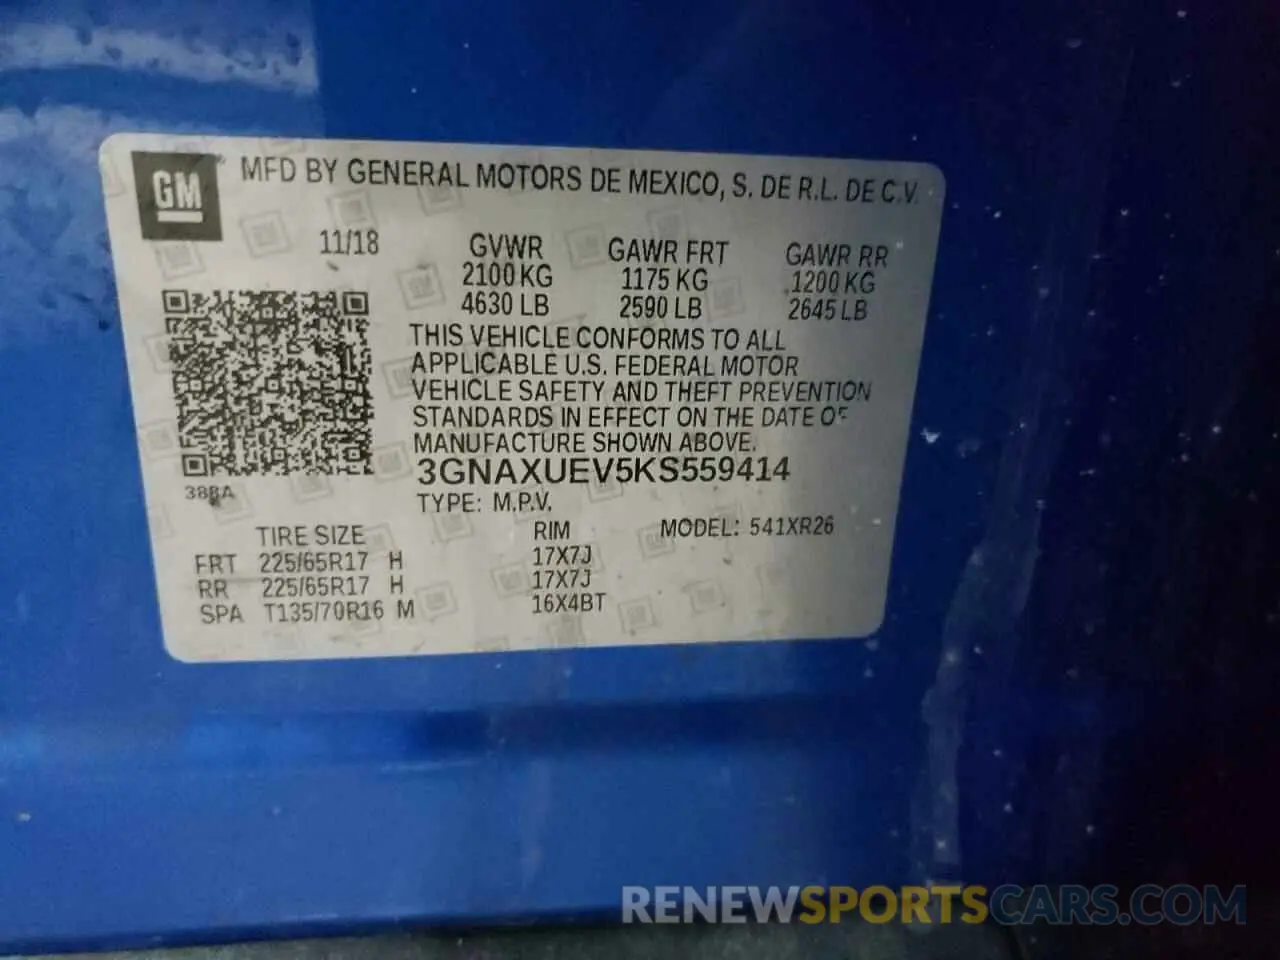 GM MFD BY GENERAL MOTORS DE MEXICO, S. DE R.L. DE C.V.
11/18 GVWR GAWR FRT GAWR RR
2100 KG 1175 KG 1200 KG
4630 LB 2590 LB 2645 LB
THIS VEHICLE CONFORMS TO ALL
APPLICABLE U.S. FEDERAL MOTOR
VEHICLE SAFETY AND THEFT PREVENTION
STANDARDS IN EFFECT ON THE DATE OF
MANUFACTURE SHOWN ABOVE.
3GNAXUEV5KS559414
38BA
TYPE: M.P.V.
TIRE SIZE RIM MODEL: 541XR26
FRT 225/65R17 H 17X7J
RR 225/65R17 H 17X7J
SPA T135/70R16 M 16X4BT
RENEWSPORTSCARS.COM